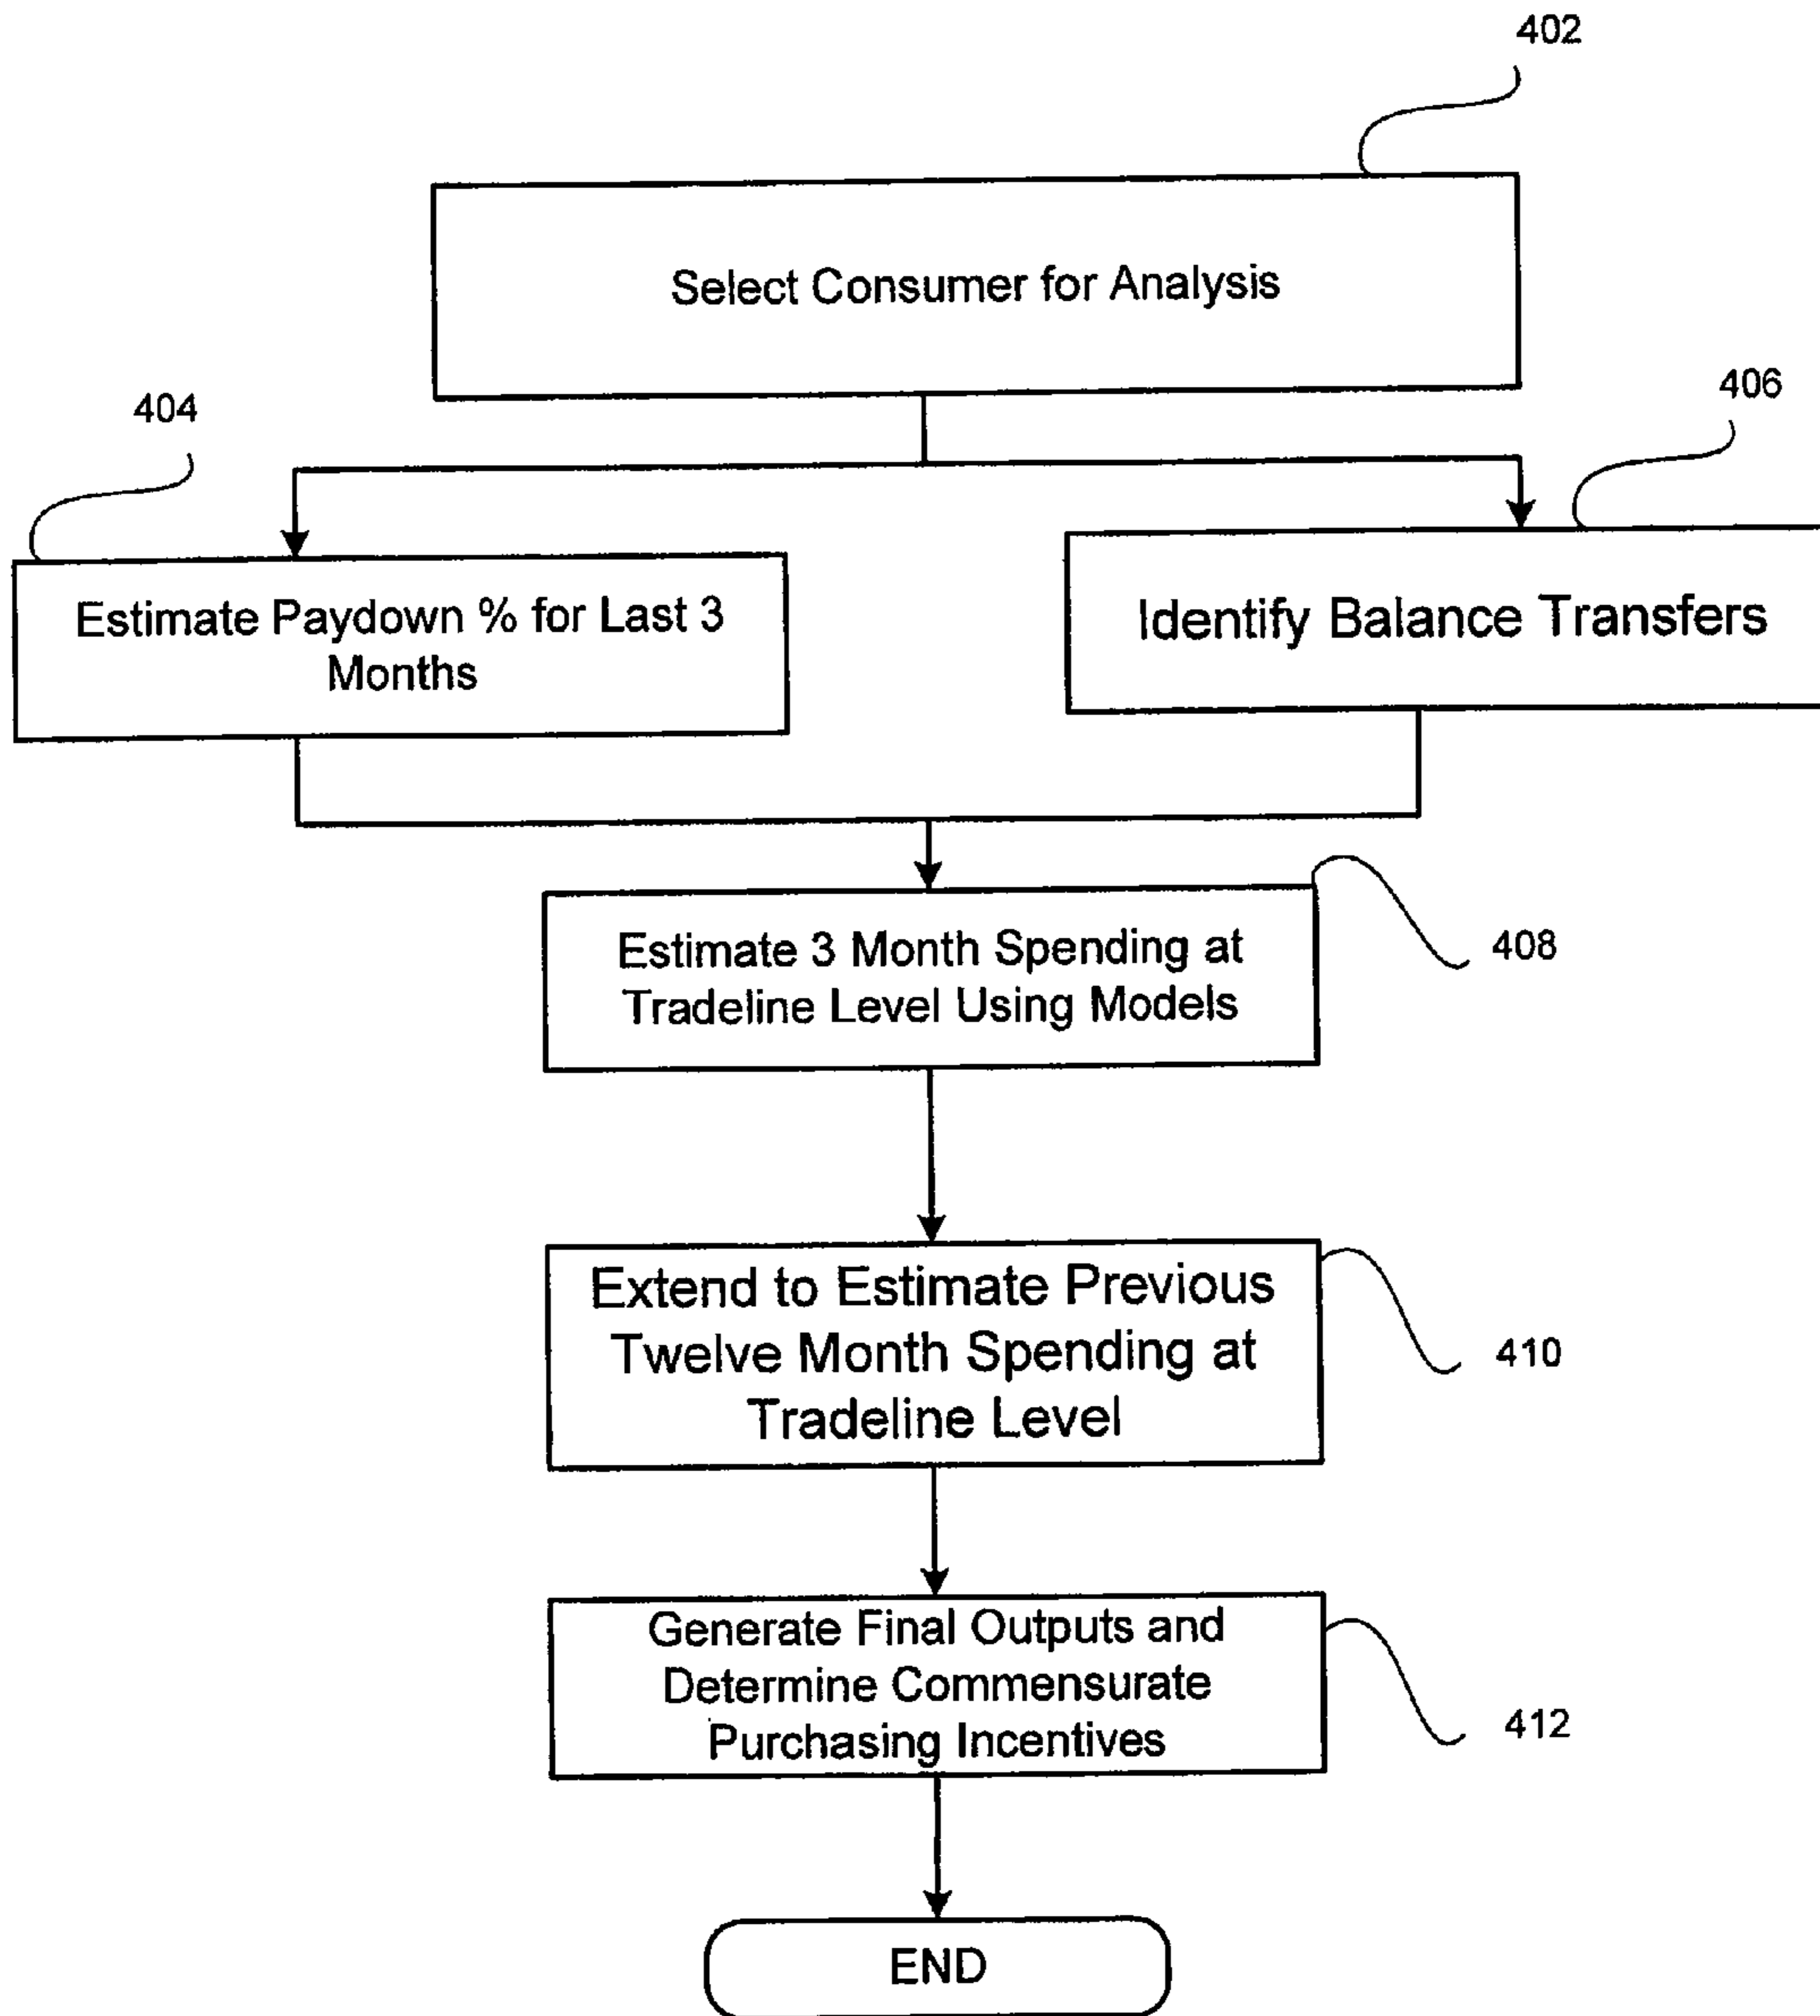 402
Select Consumer for Analysis
404
406
Estimate Paydown % for Last 3
Months
Identify Balance Transfers
Estimate 3 Month Spending at
Tradeline Level Using Models
408
Extend to Estimate Previous
Twelve Month Spending at
Tradeline Level
410
Generate Final Outputs and
Determine Commensurate
Purchasing Incentives
412
END